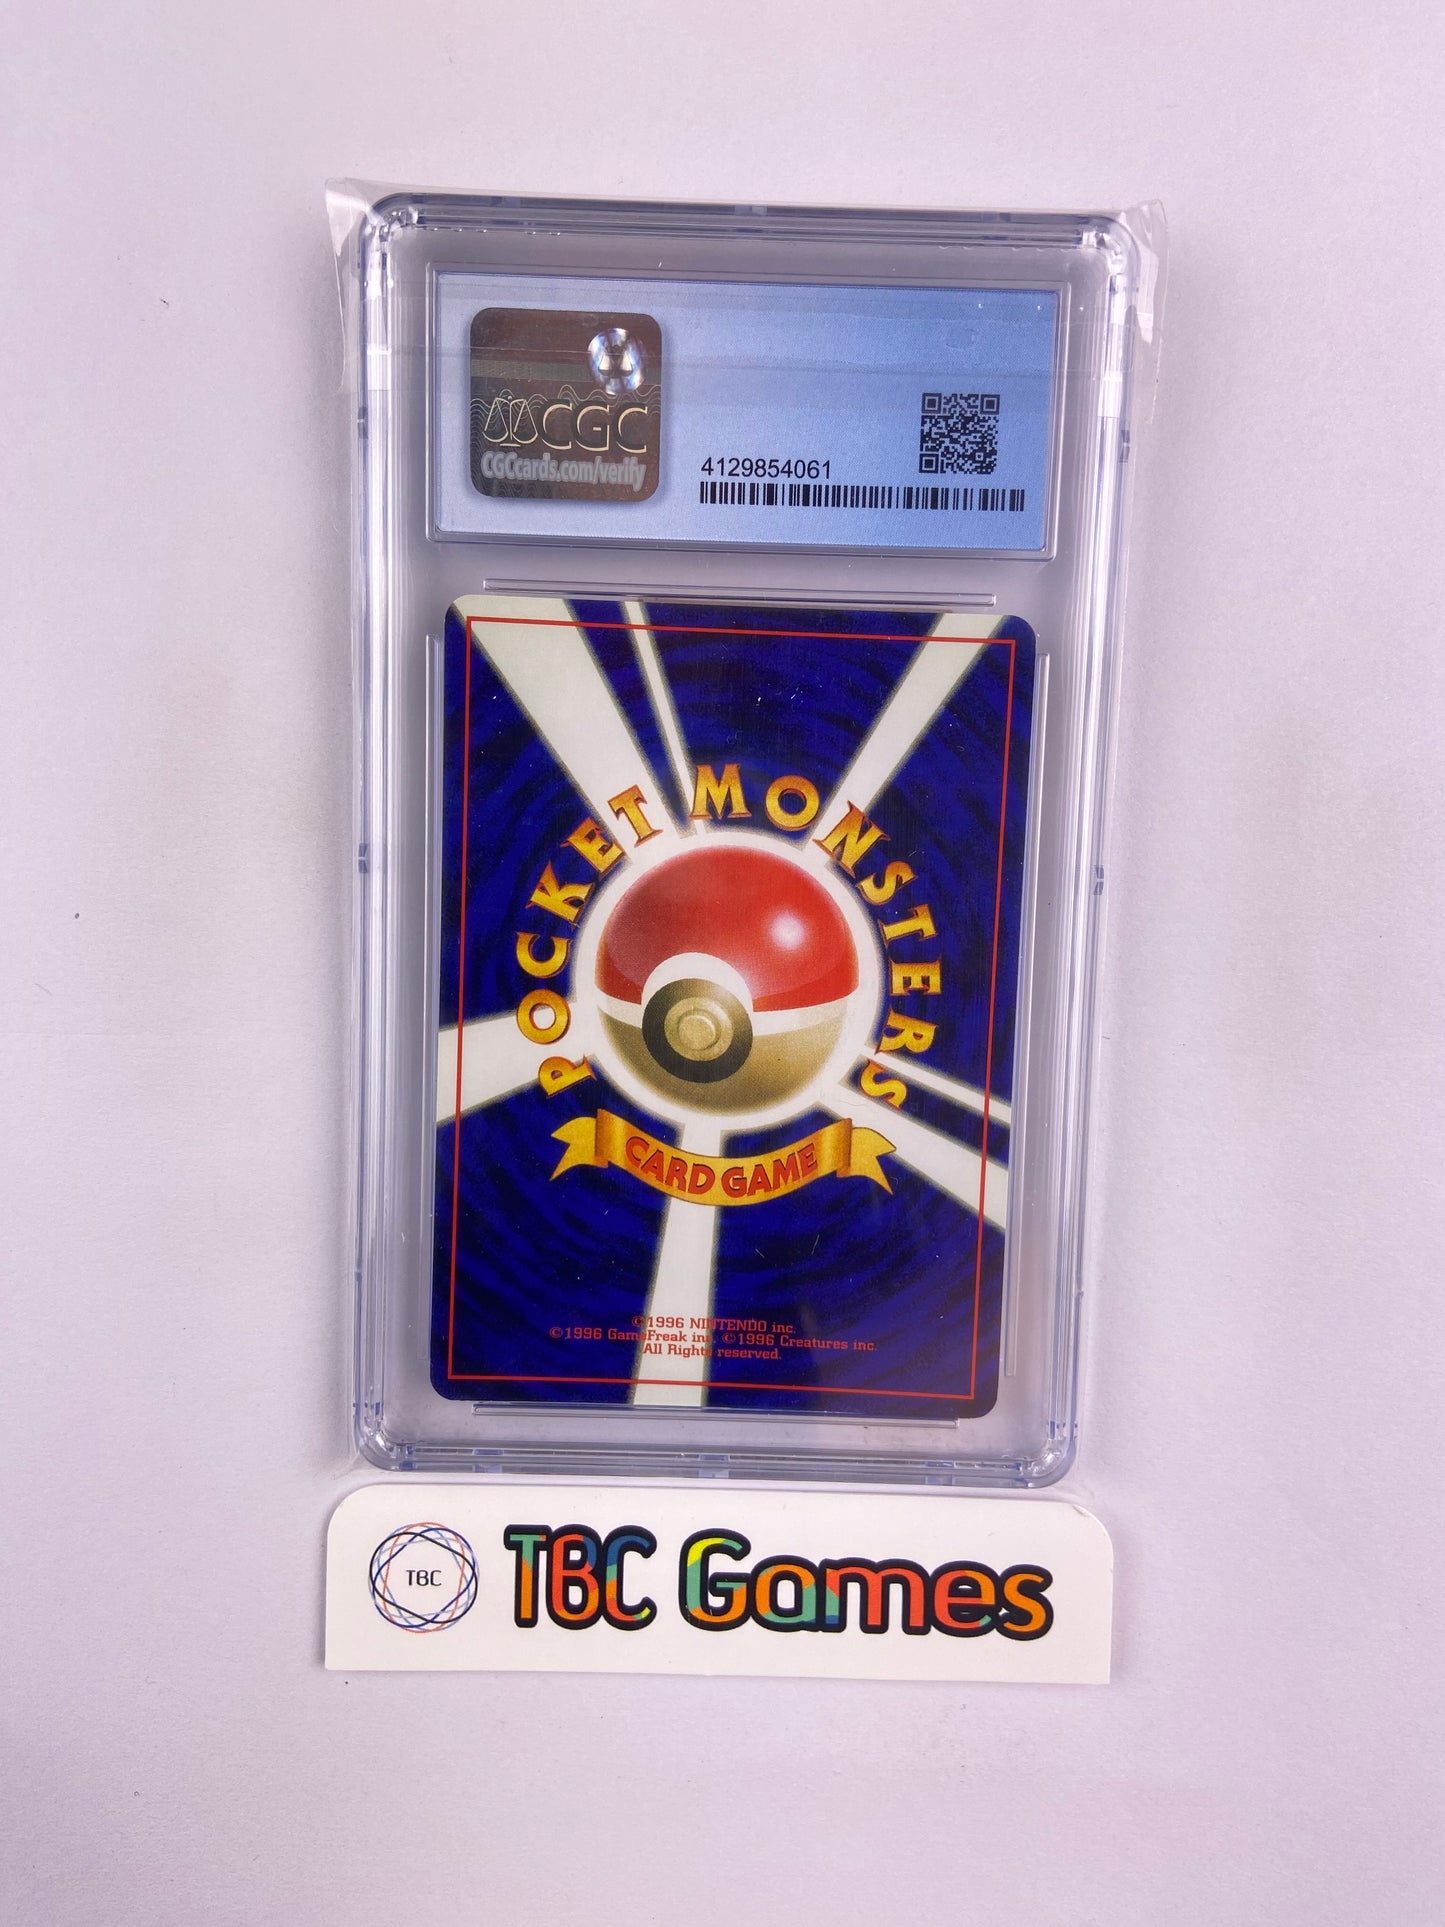 CGC
CGCcards.com/verify
4129854061
POCKET MONSTERS
CARD GAME
©1996 NINTENDO inc.
©1996 GameFreak inc. ©1996 Creatures inc.
All Rights reserved.
TBC
TBC Games